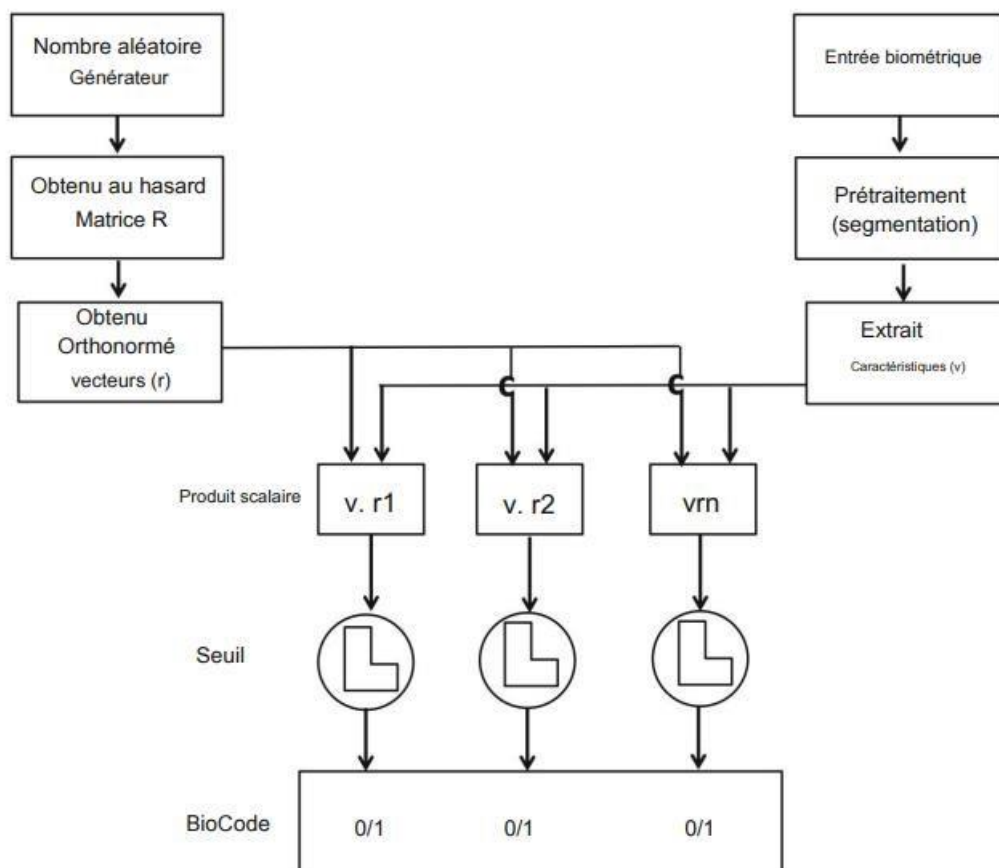 Nombre aléatoire
Générateur
Entrée biométrique
Obtenu au hasard
Matrice R
Prétraitement
(segmentation)
Obtenu
Orthonormé
vecteurs (r)
Extrait
Caractéristiques (v)
Produit scalaire
v. r1
v. r2
vrn
Seuil
BioCode
0/1
0/1
0/1